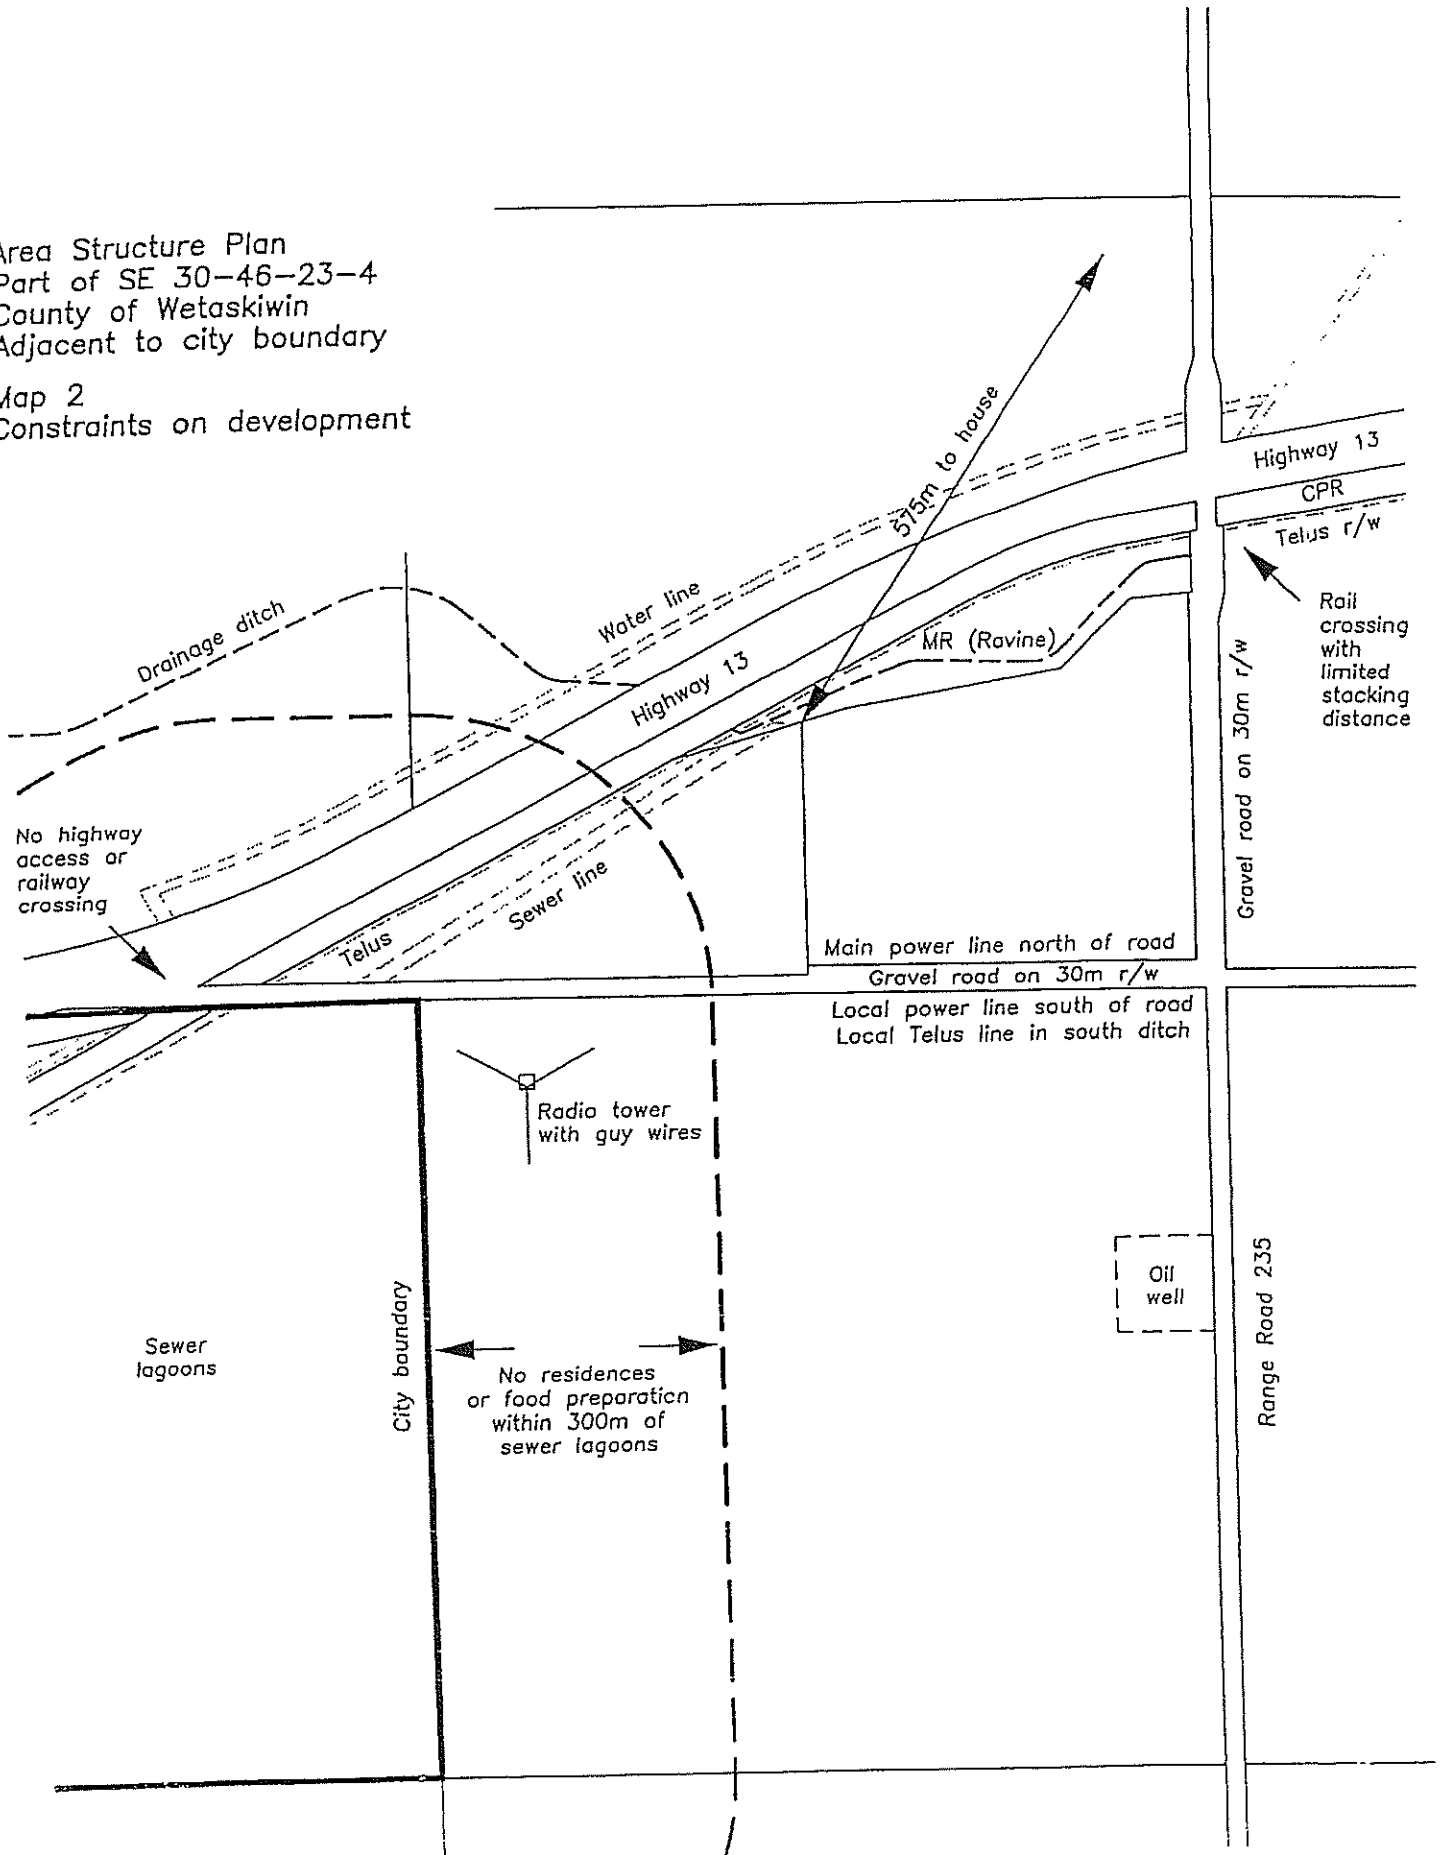 Area Structure Plan
Part of SE 30-46-23-4
County of Wetaskiwin
Adjacent to city boundary
Map 2
Constraints on development
575m to house
Highway 13
CPR
Telus r/w
Rail
crossing
with
limited
stacking
distance
Drainage ditch
Water line
MR (Ravine)
Highway 13
Gravel road on 30m r/w
No highway
access or
railway
crossing
Telus
Sewer line
Main power line north of road
Gravel road on 30m r/w
Local power line south of road
Local Telus line in south ditch
Radio tower
with guy wires
Oil
well
Range Road 235
City boundary
Sewer
lagoons
No residences
or food preparation
within 300m of
sewer lagoons